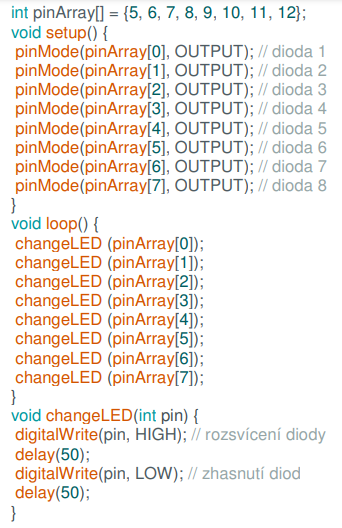 int pinArray[] = {5, 6, 7, 8, 9, 10, 11, 12};
void setup() {
pinMode(pinArray[0], OUTPUT); // dioda 1
pinMode(pinArray[1], OUTPUT); // dioda 2
pinMode(pinArray[2], OUTPUT); // dioda 3
pinMode(pinArray[3], OUTPUT); // dioda 4
pinMode(pinArray[4], OUTPUT); // dioda 5
pinMode(pinArray[5], OUTPUT); // dioda 6
pinMode(pinArray[6], OUTPUT); // dioda 7
pinMode(pinArray[7], OUTPUT); // dioda 8
}
void loop() {
changeLED (pinArray[0]);
changeLED (pinArray[1]);
changeLED (pinArray[2]);
changeLED (pinArray[3]);
changeLED (pinArray[4]);
changeLED (pinArray[5]);
changeLED (pinArray[6]);
changeLED (pinArray[7]);
}
void changeLED(int pin) {
digitalWrite(pin, HIGH); // rozsvícení diody
delay(50);
digitalWrite(pin, LOW); // zhasnutí diod
delay(50);
}